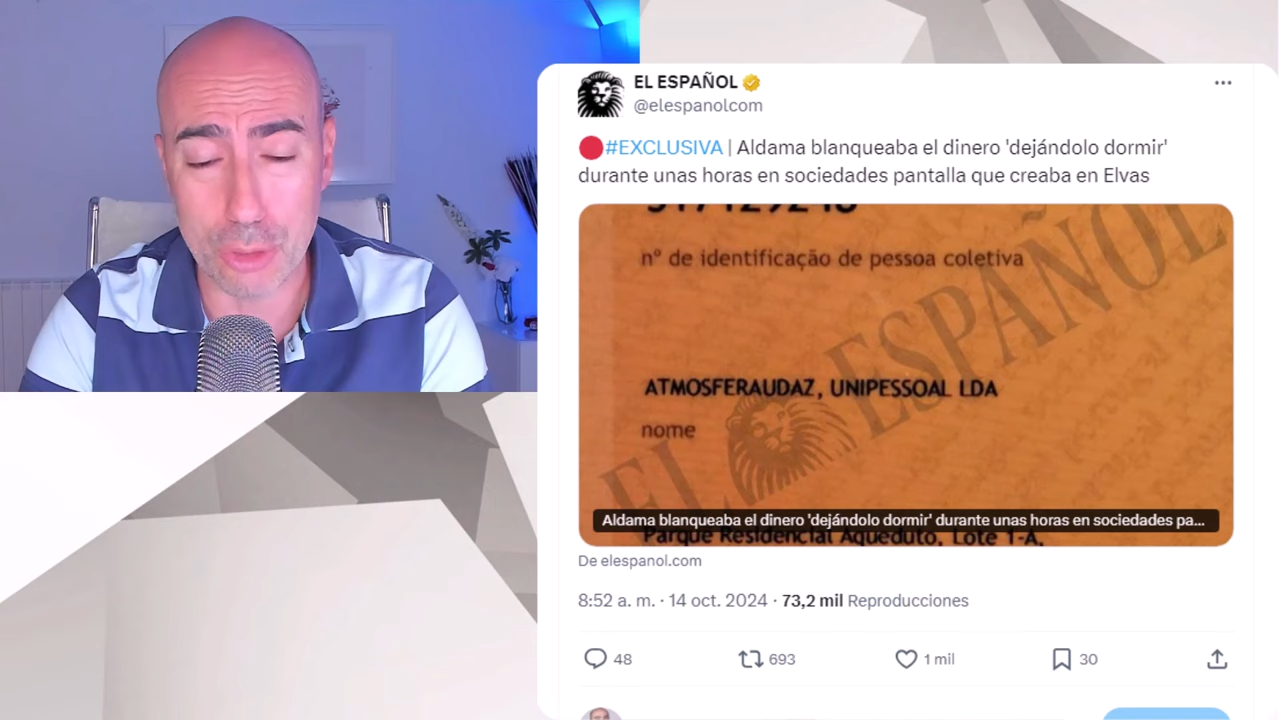 EL ESPAÑOL
@elespanolcom
#EXCLUSIVA | Aldama blanqueaba el dinero 'dejándolo dormir'
durante unas horas en sociedades pantalla que creaba en Elvas
nº de identificação de pessoa coletiva
EL ESPAÑOL
ATMOSFERAUDAZ, UNIPESSOAL LDA
nome
Aldama blanqueaba el dinero 'dejándolo dormir' durante unas horas en sociedades pa...
Parque Residencial Aqueduto, Lote 1-A,
De elespanol.com
8:52 a. m. · 14 oct. 2024 · 73,2 mil Reproducciones
48
693
1 mil
30